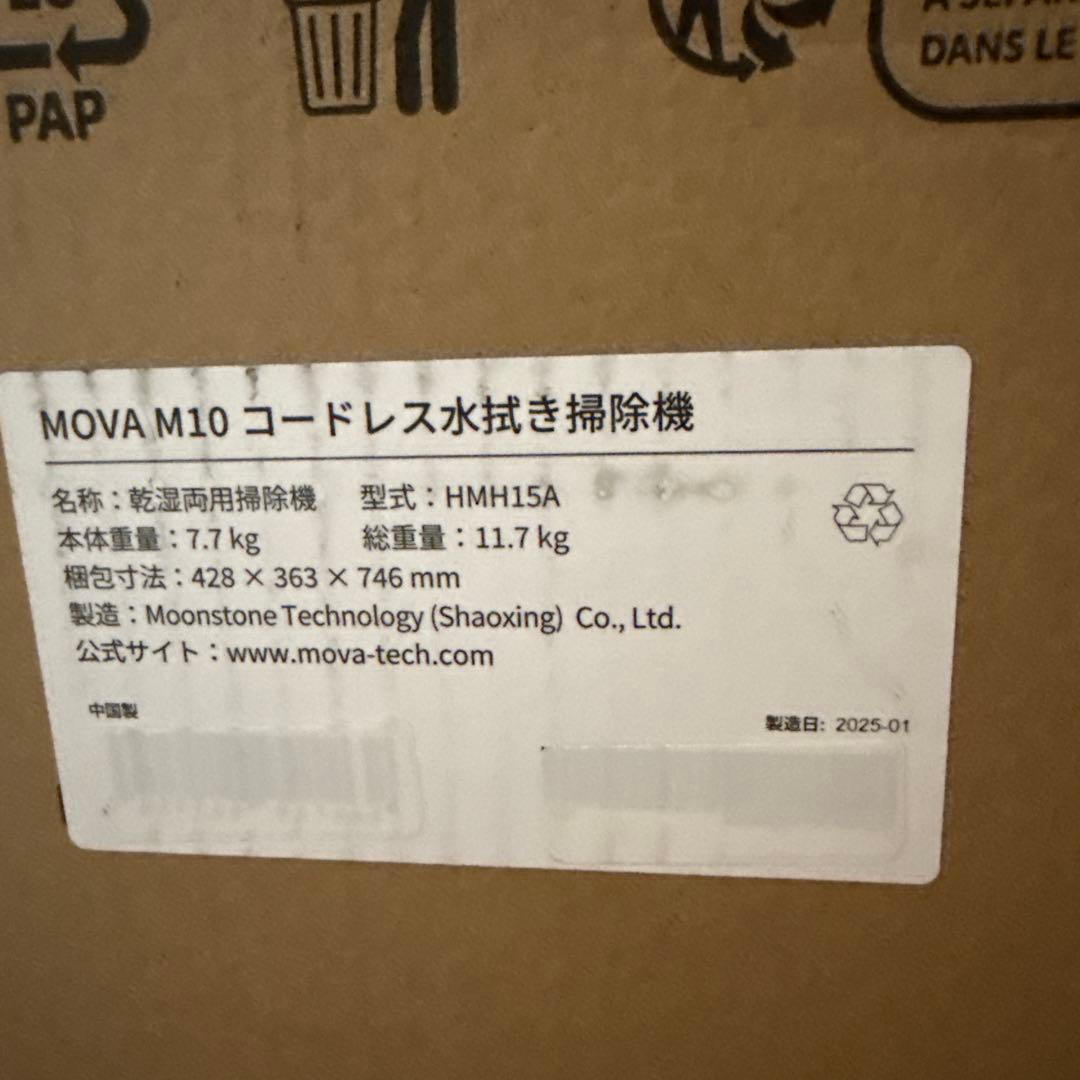 PAP
DANS LE
MOVA M10 コードレス水拭き掃除機
名称：乾湿両用掃除機 型式：HMH15A
本体重量：7.7 kg 総重量：11.7 kg
梱包寸法：428 × 363 × 746 mm
製造：Moonstone Technology (Shaoxing) Co., Ltd.
公式サイト：www.mova-tech.com
中国製
製造日: 2025-01